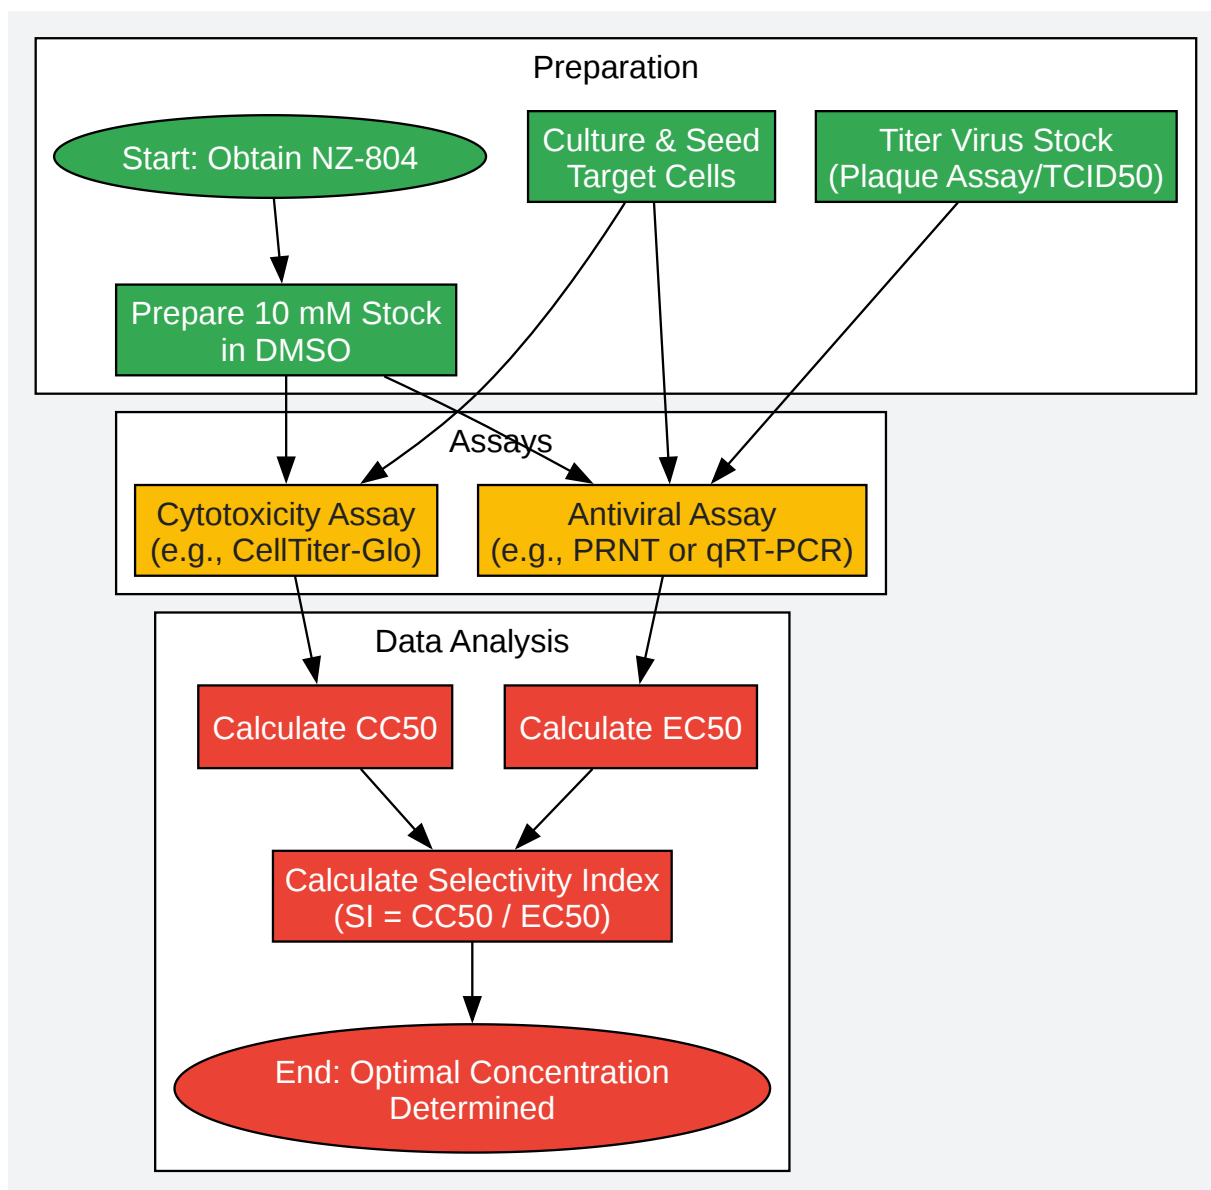 Preparation
Start: Obtain NZ-804
Culture & Seed
Target Cells
Titer Virus Stock
(Plaque Assay/TCID50)
Prepare 10 mM Stock
in DMSO
Assays
Cytotoxicity Assay
(e.g., CellTiter-Glo)
Antiviral Assay
(e.g., PRNT or qRT-PCR)
Data Analysis
Calculate CC50
Calculate EC50
Calculate Selectivity Index
(SI = CC50 / EC50)
End: Optimal Concentration
Determined